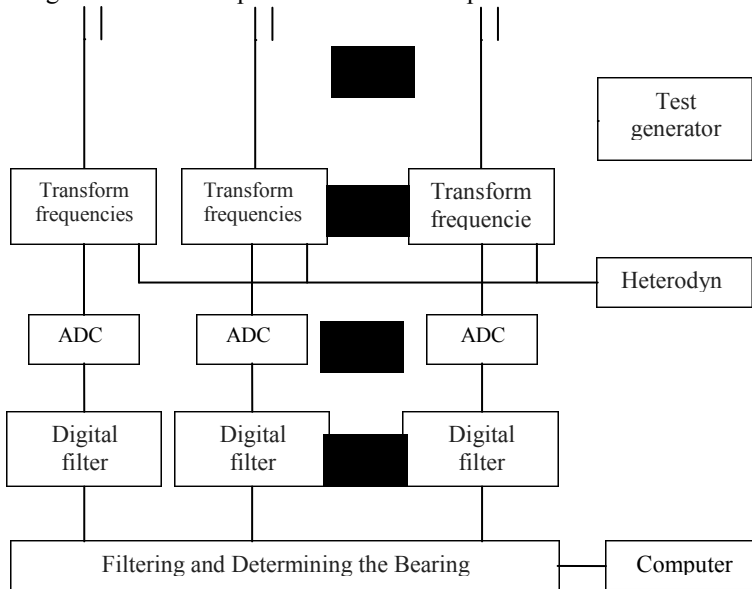 Test
generator
Transform
frequencies
Transform
frequencies
Transform
frequencie
Heterodyn
ADC
ADC
ADC
Digital
filter
Digital
filter
Digital
filter
Filtering and Determining the Bearing
Computer